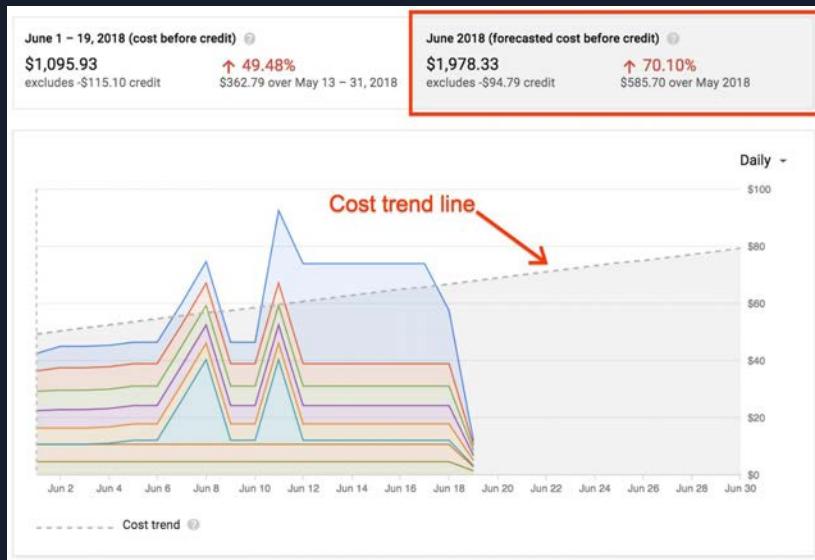 June 1 – 19, 2018 (cost before credit) ?
$1,095.93
↑ 49.48%
excludes -$115.10 credit
$362.79 over May 13 – 31, 2018
June 2018 (forecasted cost before credit) ?
$1,978.33
↑ 70.10%
excludes -$94.79 credit
$585.70 over May 2018
Daily
Cost trend line
$100
$80
$60
$40
$20
$0
Jun 2 Jun 4 Jun 6 Jun 8 Jun 10 Jun 12 Jun 14 Jun 16 Jun 18 Jun 20 Jun 22 Jun 24 Jun 26 Jun 28 Jun 30
Cost trend ?